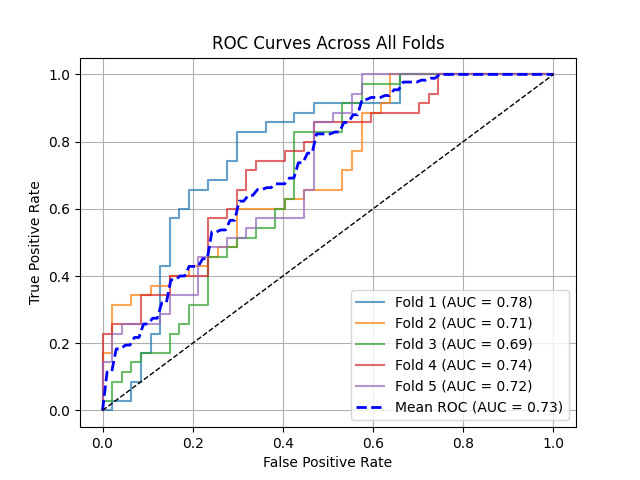 ROC Curves Across All Folds
True Positive Rate
1.0
0.8
0.6
0.4
0.2
0.0
Fold 1 (AUC = 0.78)
Fold 2 (AUC = 0.71)
Fold 3 (AUC = 0.69)
Fold 4 (AUC = 0.74)
Fold 5 (AUC = 0.72)
Mean ROC (AUC = 0.73)
0.0 0.2 0.4 0.6 0.8 1.0
False Positive Rate